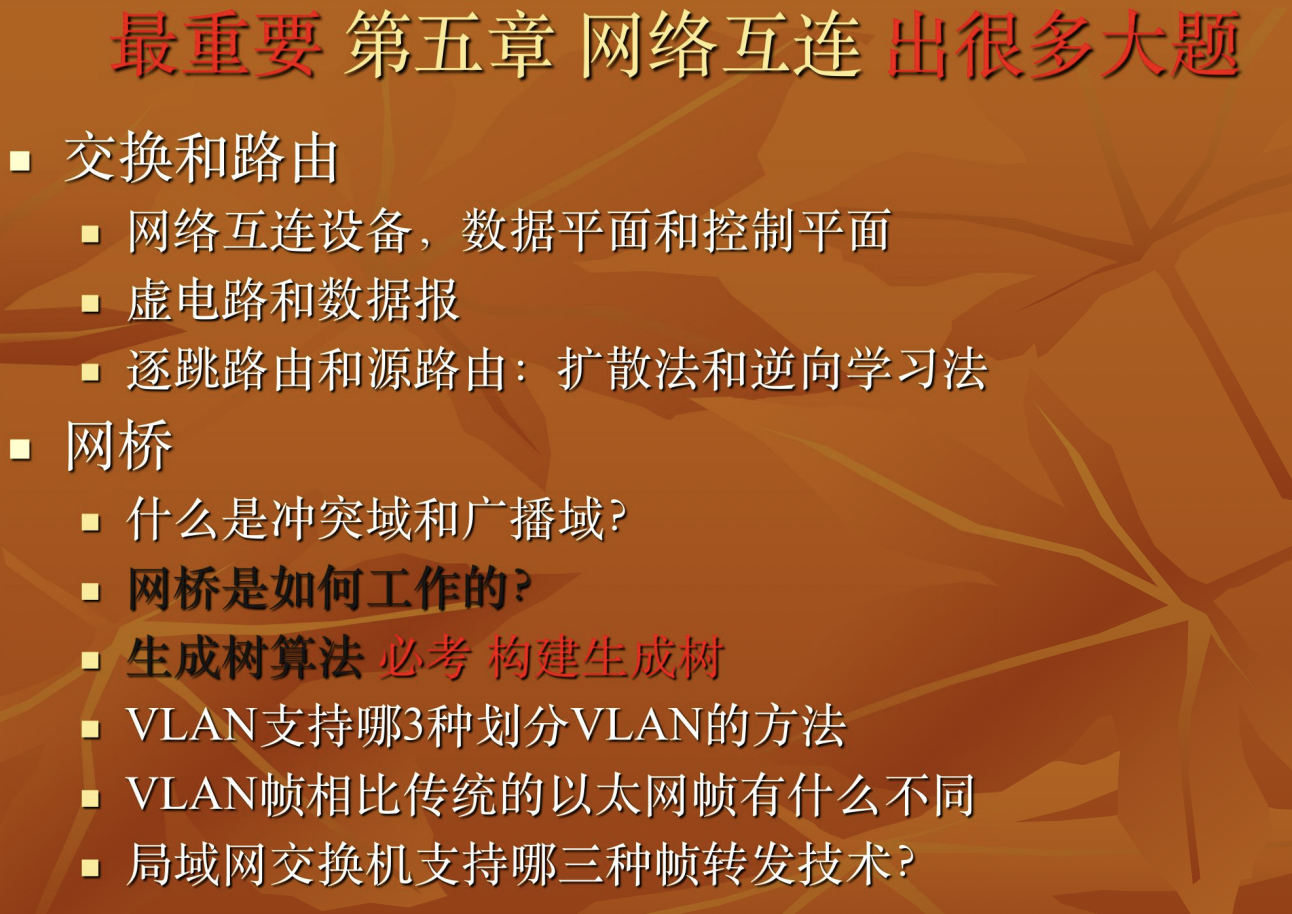 最重要 第五章 网络互连 出很多大题
交换和路由
网络互连设备，数据平面和控制平面
虚电路和数据报
逐跳路由和源路由：扩散法和逆向学习法
网桥
什么是冲突域和广播域?
网桥是如何工作的?
生成树算法 必考 构建生成树
VLAN支持哪3种划分VLAN的方法
VLAN帧相比传统的以太网帧有什么不同
局域网交换机支持哪三种帧转发技术?